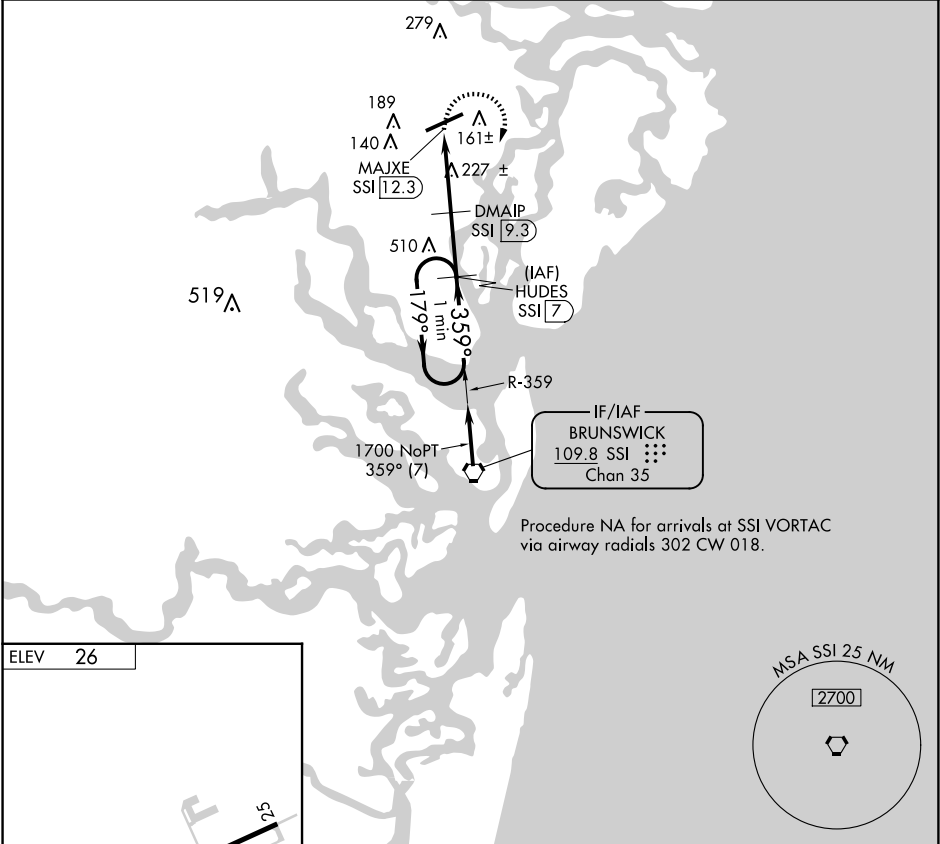 279
189
140
161±
MAJXE
SSI 12.3
227 ±
DMAIP
SSI 9.3
510
(IAF)
HUDES
SSI 7
519
179°
1 min
359°
R-359
IF/IAF
BRUNSWICK
109.8 SSI
Chan 35
1700 NoPT
359° (7)
Procedure NA for arrivals at SSI VORTAC
via airway radials 302 CW 018.
ELEV 26
25
MSA SSI 25 NM
2700